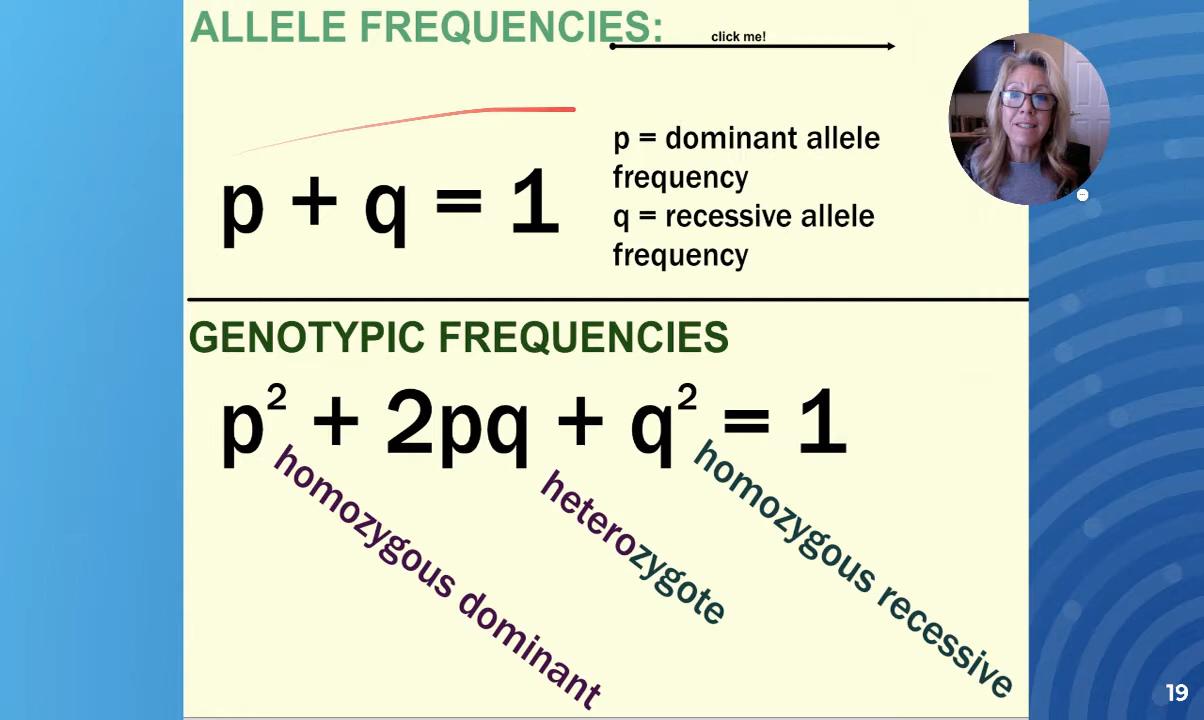 ALLELE FREQUENCIES:
click me!
p + q = 1
p = dominant allele
frequency
q = recessive allele
frequency
GENOTYPIC FREQUENCIES
p² + 2pq + q² = 1
homozygous dominant
heterozygote
homozygous recessive
19